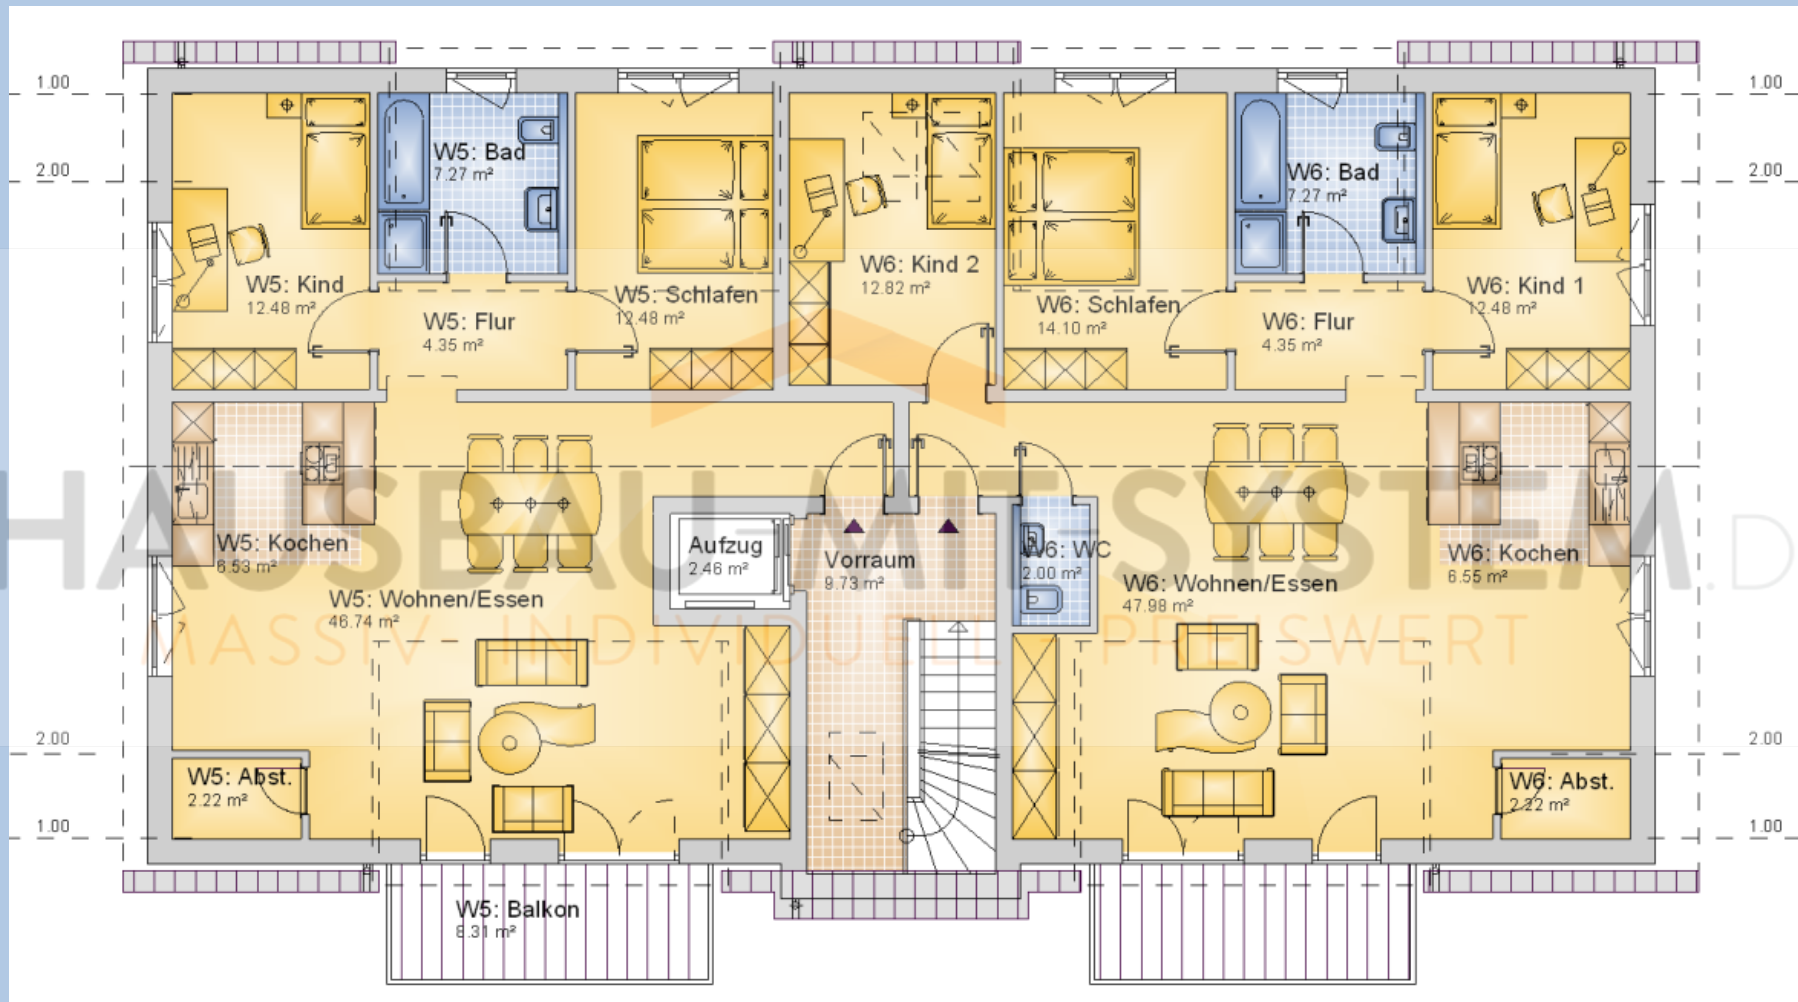 1.00
1.00
2.00
2.00
W5: Bad
7.27 m²
W6: Bad
7.27 m²
W5: Kind
12.48 m²
W5: Schlafen
12.48 m²
W6: Kind 2
12.82 m²
W6: Schlafen
14.10 m²
W6: Kind 1
12.48 m²
W5: Flur
4.35 m²
W6: Flur
4.35 m²
HAUSBAU-MIT-SYSTEM.D
MASSIV - INDIVIDUELL - PREISWERT
W5: Kochen
6.53 m²
Aufzug
2.46 m²
Vorraum
9.73 m²
W6: WC
2.00 m²
W6: Kochen
6.55 m²
W5: Wohnen/Essen
46.74 m²
W6: Wohnen/Essen
47.98 m²
2.00
2.00
W5: Abst.
2.22 m²
W6: Abst.
2.22 m²
1.00
1.00
W5: Balkon
8.31 m²